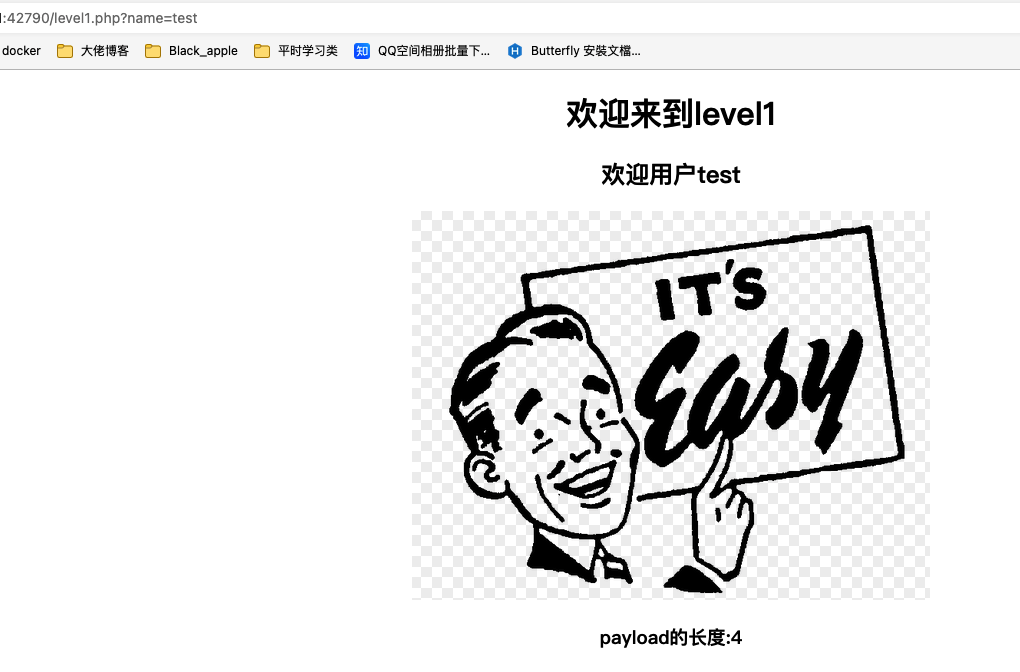 :42790/level1.php?name=test
docker 大佬博客 Black_apple 平时学习类 知 QQ空间相册批量下... H Butterfly 安裝文檔...
欢迎来到level1
欢迎用户test
IT'S
Easy
payload的长度:4